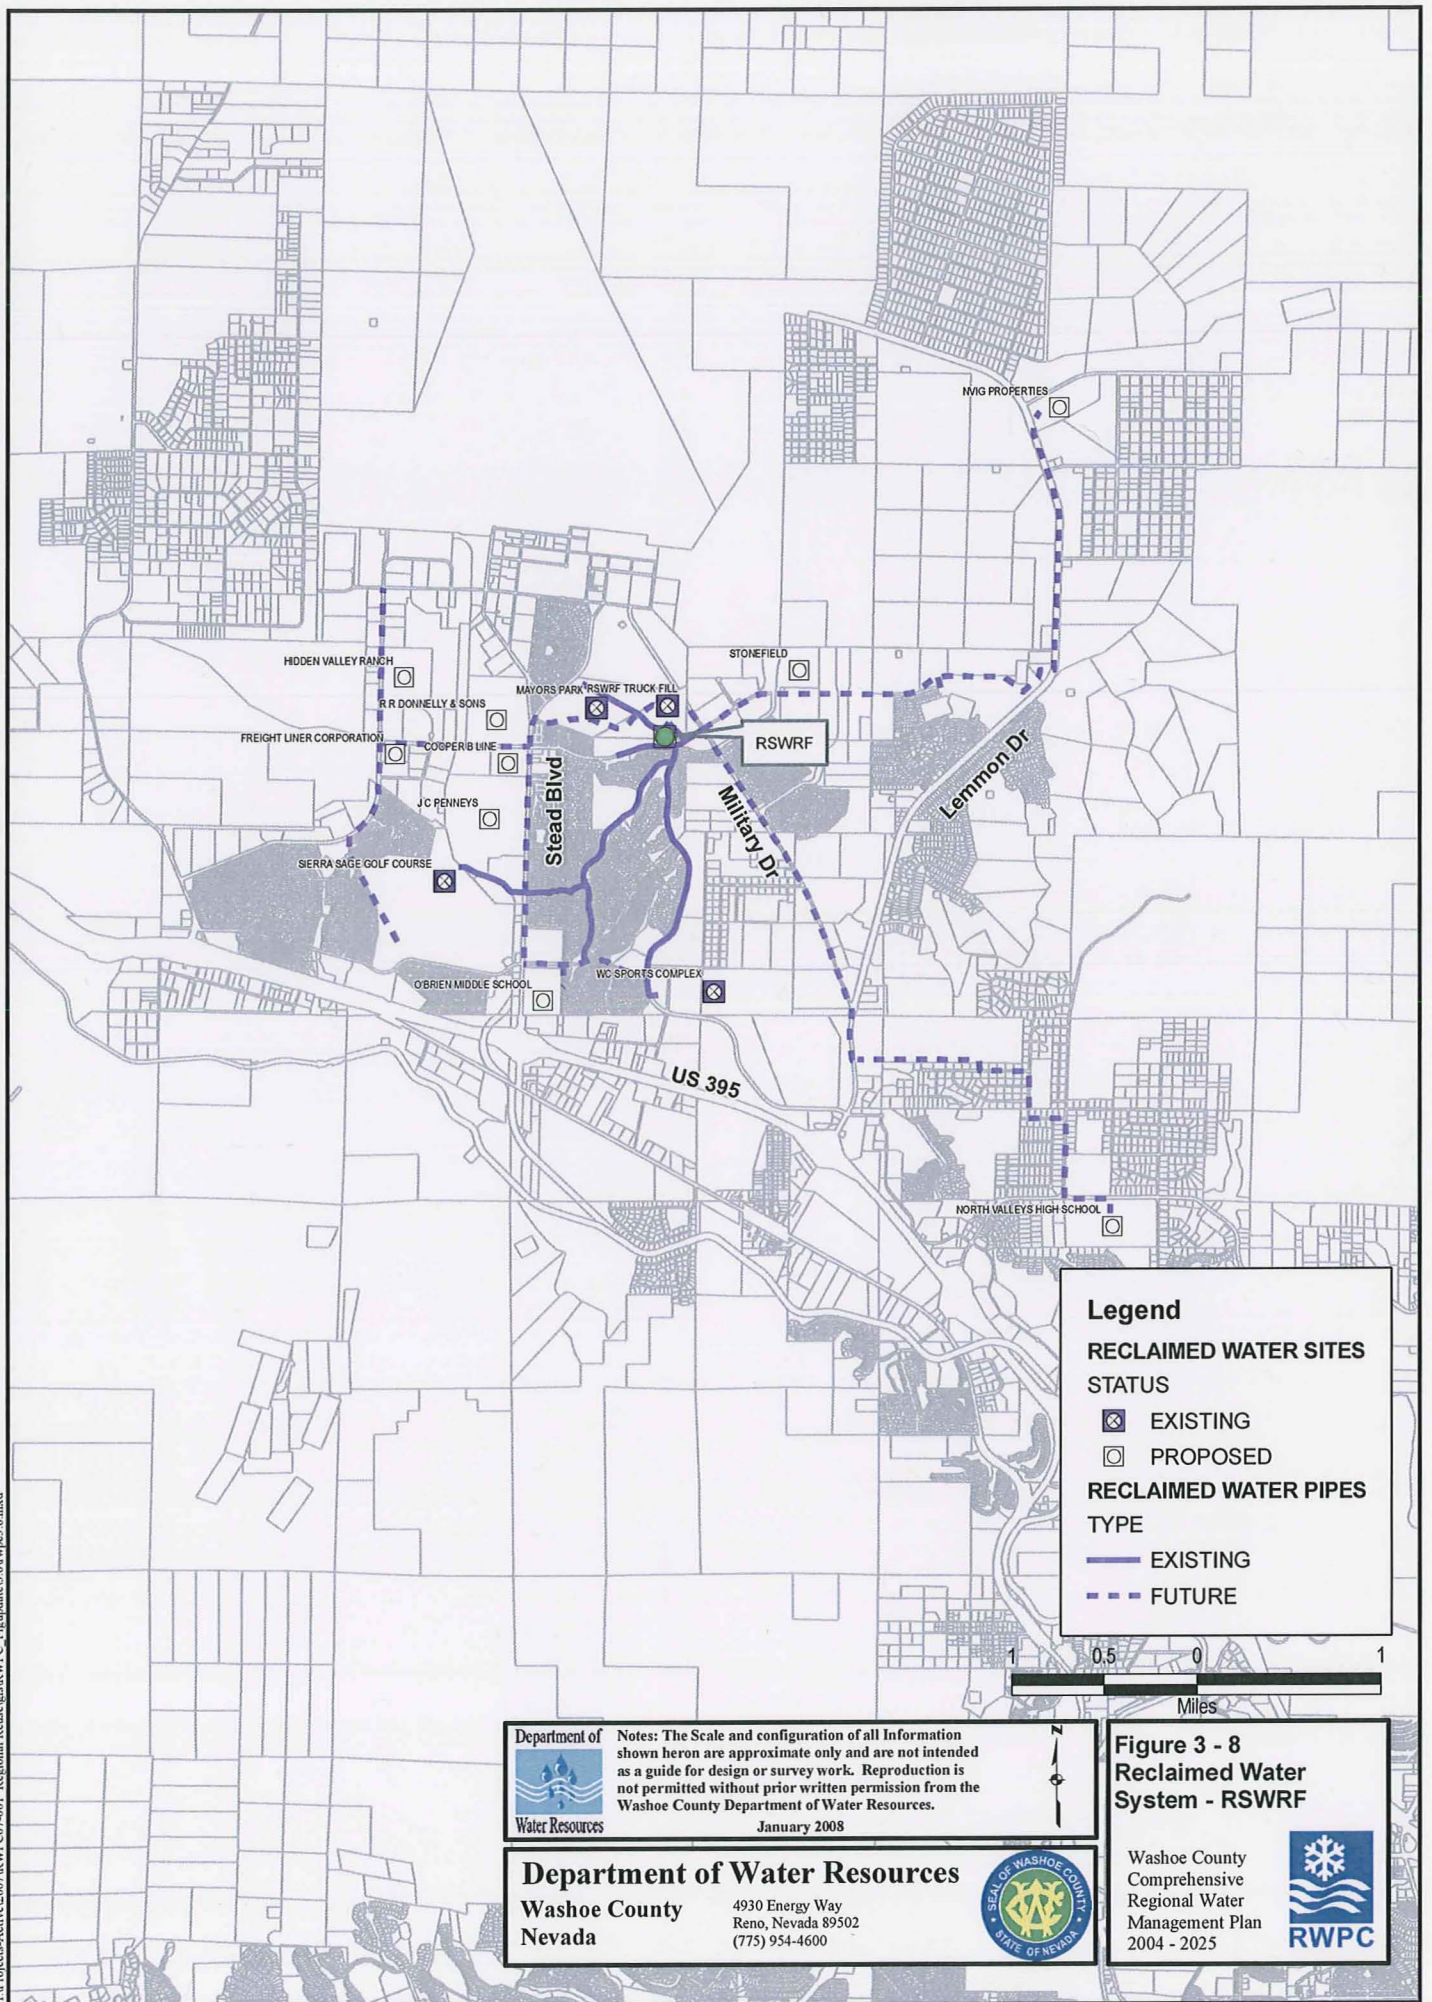 NVIG PROPERTIES
HIDDEN VALLEY RANCH
STONEFIELD
MAYORS PARK
RSWRF TRUCK FILL
R R DONNELLY & SONS
FREIGHT LINER CORPORATION
COOPER B LINE
RSWRF
J C PENNEYS
Stead Blvd
Military Dr
Lemmon Dr
SIERRA SAGE GOLF COURSE
WC SPORTS COMPLEX
O'BRIEN MIDDLE SCHOOL
US 395
NORTH VALLEYS HIGH SCHOOL
Legend
RECLAIMED WATER SITES
STATUS
EXISTING
PROPOSED
RECLAIMED WATER PIPES
TYPE
EXISTING
FUTURE
1 0.5 0 1
Miles
Department of
Water Resources
Notes: The Scale and configuration of all Information
shown heron are approximate only and are not intended
as a guide for design or survey work. Reproduction is
not permitted without prior written permission from the
Washoe County Department of Water Resources.
January 2008
N
Figure 3 - 8
Reclaimed Water
System - RSWRF
Washoe County
Comprehensive
Regional Water
Management Plan
2004 - 2025
RWPC
Department of Water Resources
Washoe County
Nevada
4930 Energy Way
Reno, Nevada 89502
(775) 954-4600
SEAL OF WASHOE COUNTY
STATE OF NEVADA